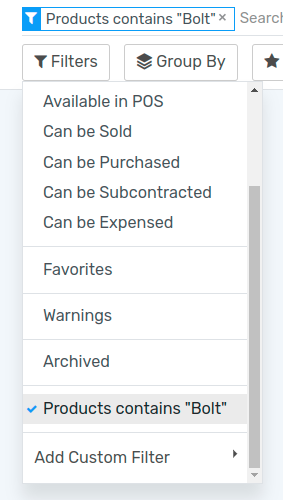 Products contains "Bolt" × Search
Filters Group By
Available in POS
Can be Sold
Can be Purchased
Can be Subcontracted
Can be Expensed
Favorites
Warnings
Archived
Products contains "Bolt"
Add Custom Filter